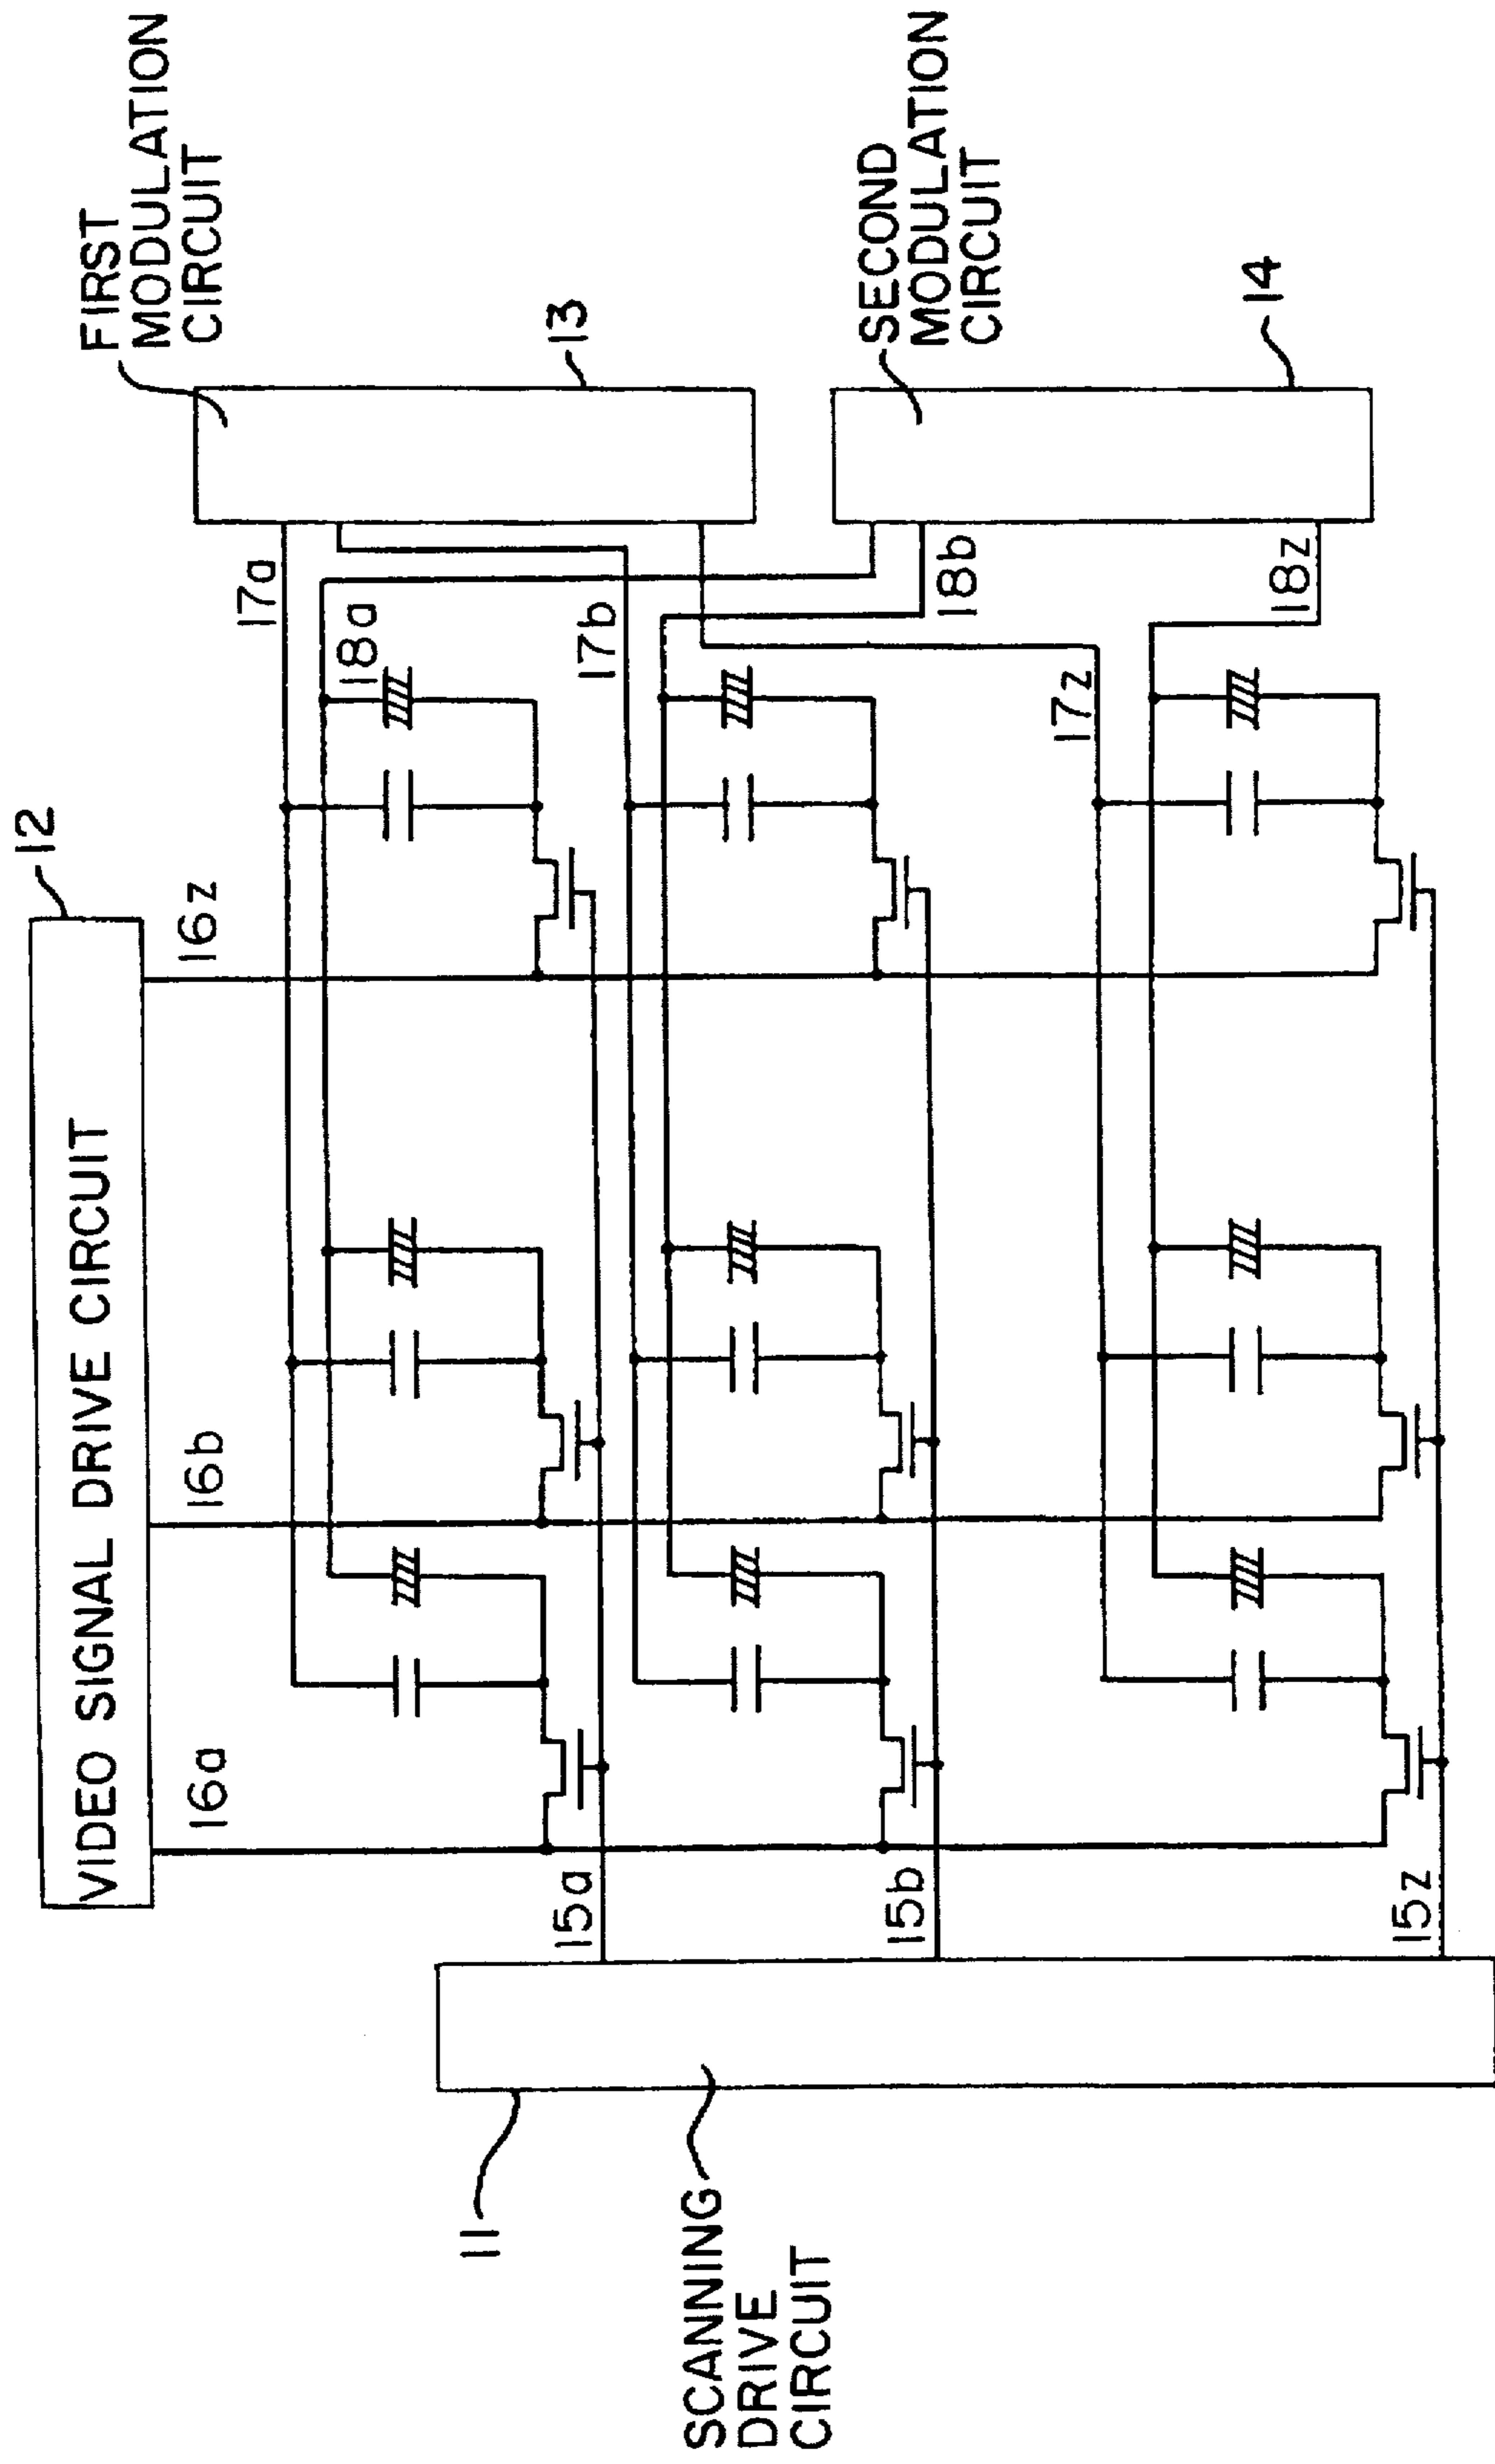 12
VIDEO SIGNAL DRIVE CIRCUIT
FIRST
MODULATION
CIRCUIT
16a
16b
16z
17a
18a
13
15a
17b
11
SCANNING
DRIVE
CIRCUIT
SECOND
MODULATION
CIRCUIT
15b
18b
17z
14
18z
15z